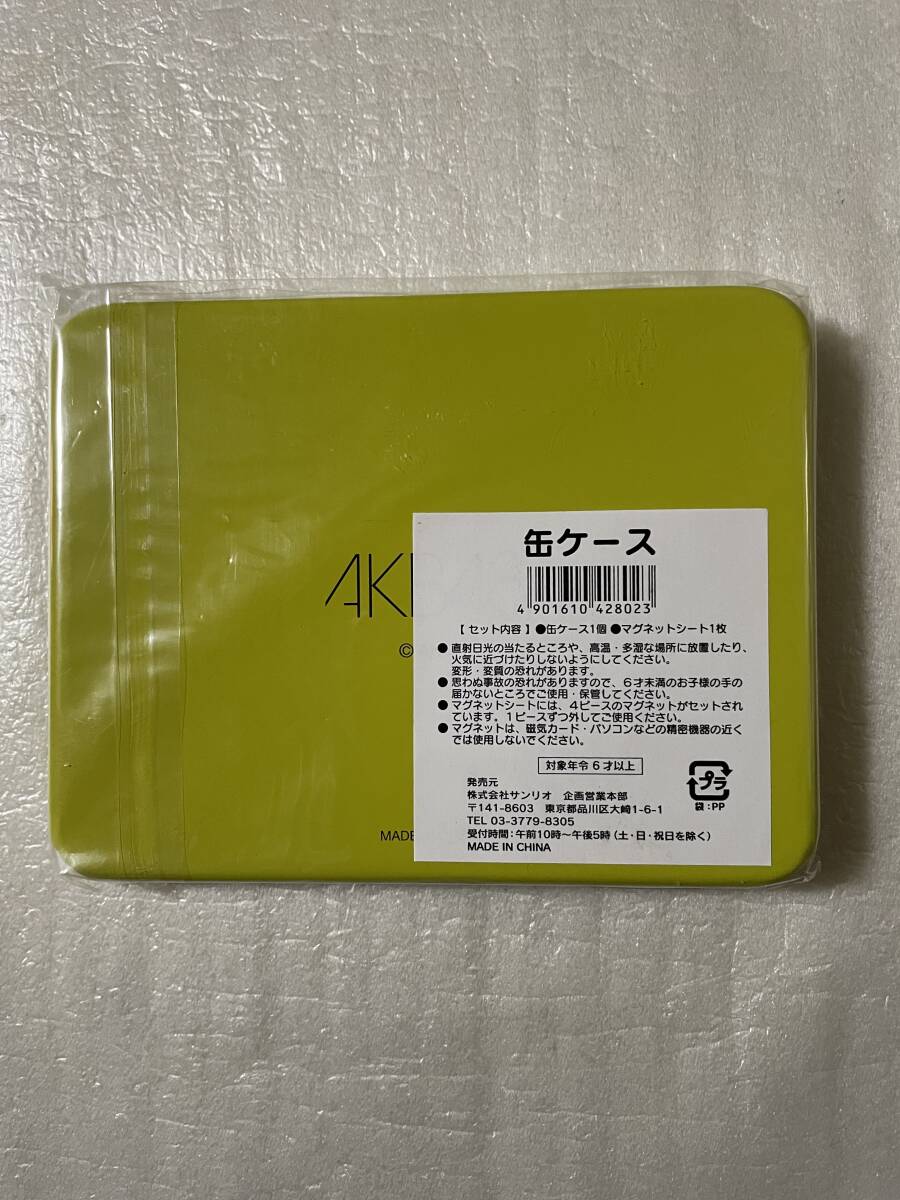 缶ケース
4 901610 428023
【 セット内容 】●缶ケース1個 ●マグネットシート1枚
● 直射日光の当たるところや、高温・多湿な場所に放置したり、
火気に近づけたりしないようにしてください。
変形・変質の恐れがあります。
● 思わぬ事故の恐れがありますので、6才未満のお子様の手の
届かないところでご使用・保管してください。
● マグネットシートには、4ピースのマグネットがセットされ
ています。1ピースずつ外してご使用ください。
● マグネットは、磁気カード・パソコンなどの精密機器の近く
では使用しないでください。
対象年令6才以上
発売元
株式会社サンリオ 企画営業本部
〒141-8603 東京都品川区大崎1-6-1
TEL 03-3779-8305
受付時間:午前10時〜午後5時(土・日・祝日を除く)
MADE IN CHINA
プラ
袋:PP
AK
©
MADE